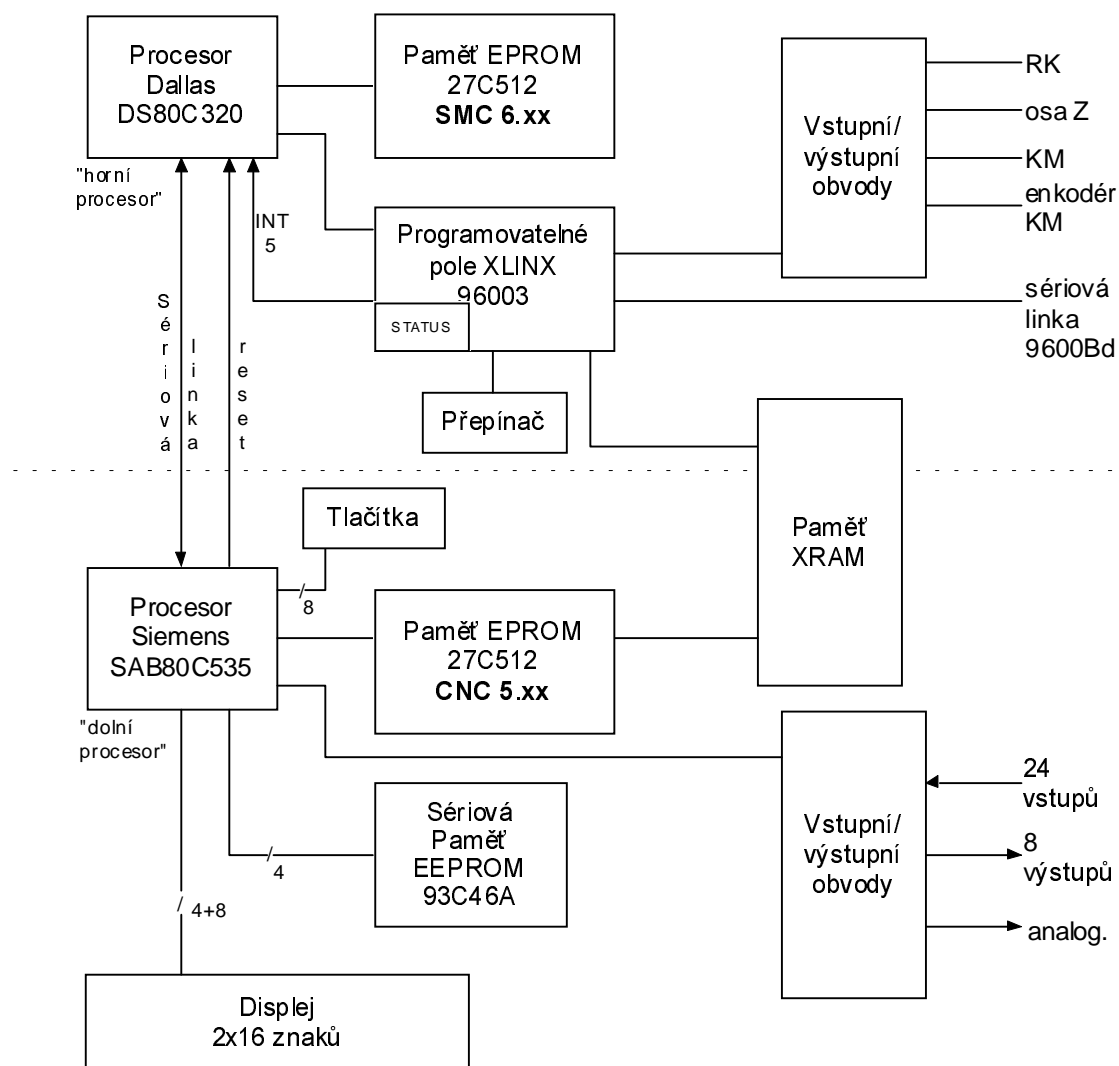 Procesor
Dallas
DS80C320
"horní
procesor"
Paměť EPROM
27C512
SMC 6.xx
Vstupní/
výstupní
obvody
RK
osa Z
KM
enkodér
KM
INT
5
Programovatelné
pole XLINX
96003
STATUS
sériová
linka
9600Bd
Sériová
linka
reset
Přepínač
Tlačítka
8
Paměť
XRAM
Procesor
Siemens
SAB80C535
"dolní
procesor"
Paměť EPROM
27C512
CNC 5.xx
Sériová
Paměť
EEPROM
93C46A
4
4+8
Vstupní/
výstupní
obvody
24
vstupů
8
výstupů
analog.
Displej
2x16 znaků